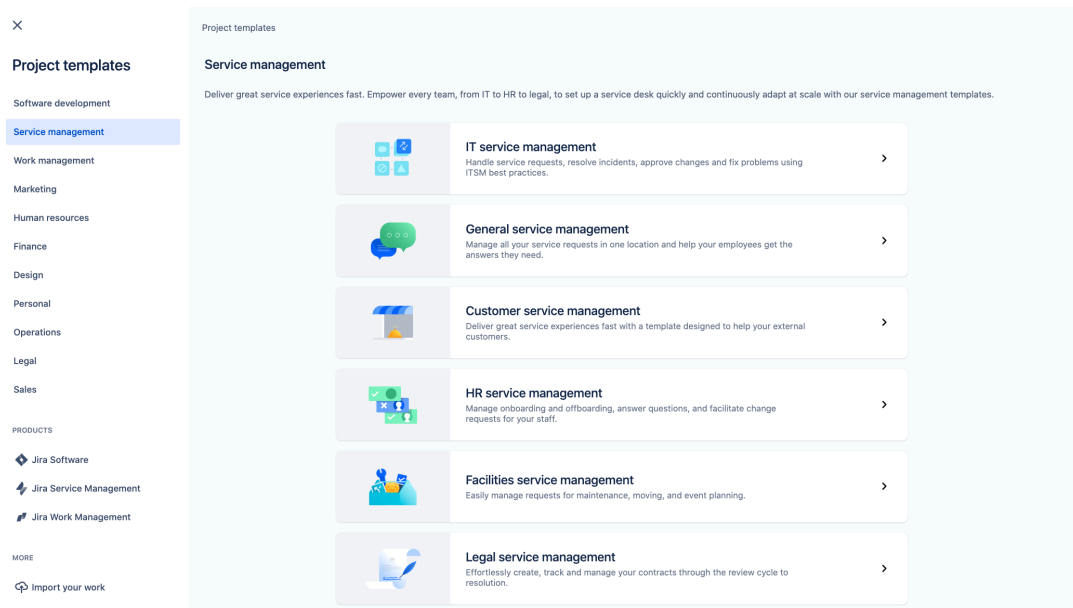 Project templates
Software development
Service management
Work management
Marketing
Human resources
Finance
Design
Personal
Operations
Legal
Sales
PRODUCTS
Jira Software
Jira Service Management
Jira Work Management
MORE
Import your work
Project templates
Service management
Deliver great service experiences fast. Empower every team, from IT to HR to legal, to set up a service desk quickly and continuously adapt at scale with our service management templates.
IT service management
Handle service requests, resolve incidents, approve changes and fix problems using
ITSM best practices.
General service management
Manage all your service requests in one location and help your employees get the
answers they need.
Customer service management
Deliver great service experiences fast with a template designed to help your external
customers.
HR service management
Manage onboarding and offboarding, answer questions, and facilitate change
requests for your staff.
Facilities service management
Easily manage requests for maintenance, moving, and event planning.
Legal service management
Effortlessly create, track and manage your contracts through the review cycle to
resolution.